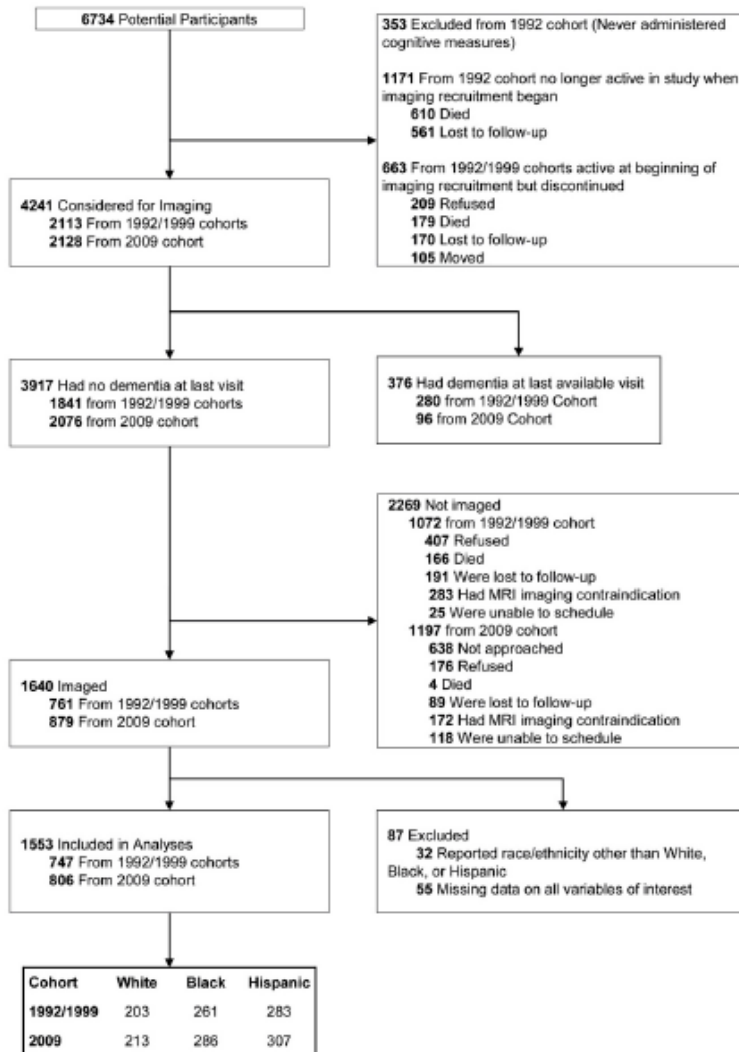 6734 Potential Participants
353 Excluded from 1992 cohort (Never administered
cognitive measures)
1171 From 1992 cohort no longer active in study when
imaging recruitment began
610 Died
561 Lost to follow-up
663 From 1992/1999 cohorts active at beginning of
imaging recruitment but discontinued
209 Refused
179 Died
170 Lost to follow-up
105 Moved
4241 Considered for Imaging
2113 From 1992/1999 cohorts
2128 From 2009 cohort
3917 Had no dementia at last visit
1841 from 1992/1999 cohorts
2076 from 2009 cohort
376 Had dementia at last available visit
280 from 1992/1999 Cohort
96 from 2009 Cohort
2269 Not imaged
1072 from 1992/1999 cohort
407 Refused
166 Died
191 Were lost to follow-up
283 Had MRI imaging contraindication
25 Were unable to schedule
1197 from 2009 cohort
638 Not approached
176 Refused
4 Died
89 Were lost to follow-up
172 Had MRI imaging contraindication
118 Were unable to schedule
1640 Imaged
761 From 1992/1999 cohorts
879 From 2009 cohort
1553 Included in Analyses
747 From 1992/1999 cohorts
806 From 2009 cohort
87 Excluded
32 Reported race/ethnicity other than White,
Black, or Hispanic
55 Missing data on all variables of interest
Cohort White Black Hispanic
1992/1999 203 261 283
2009 213 286 307